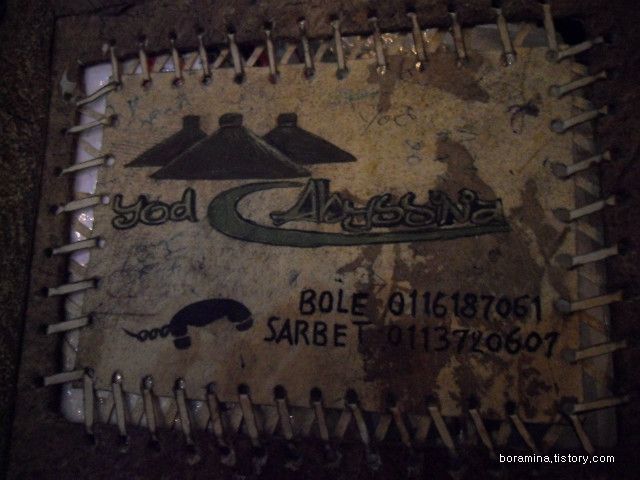 yod Abyssina
BOLE 0116187061
SARBET 0113720607
boramina.tistory.com